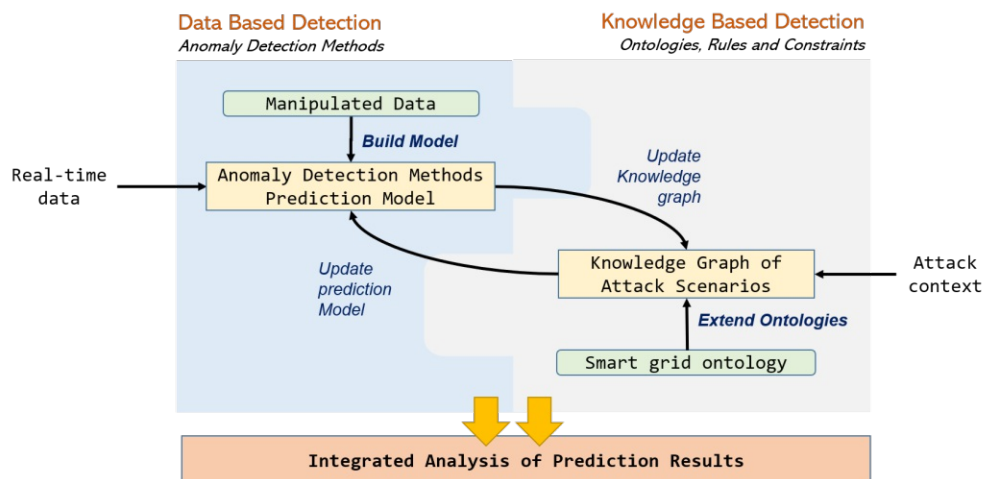 Data Based Detection
Anomaly Detection Methods
Knowledge Based Detection
Ontologies, Rules and Constraints
Manipulated Data
Build Model
Real-time
data
Anomaly Detection Methods
Prediction Model
Update
Knowledge
graph
Update
prediction
Model
Knowledge Graph of
Attack Scenarios
Attack
context
Extend Ontologies
Smart grid ontology
Integrated Analysis of Prediction Results